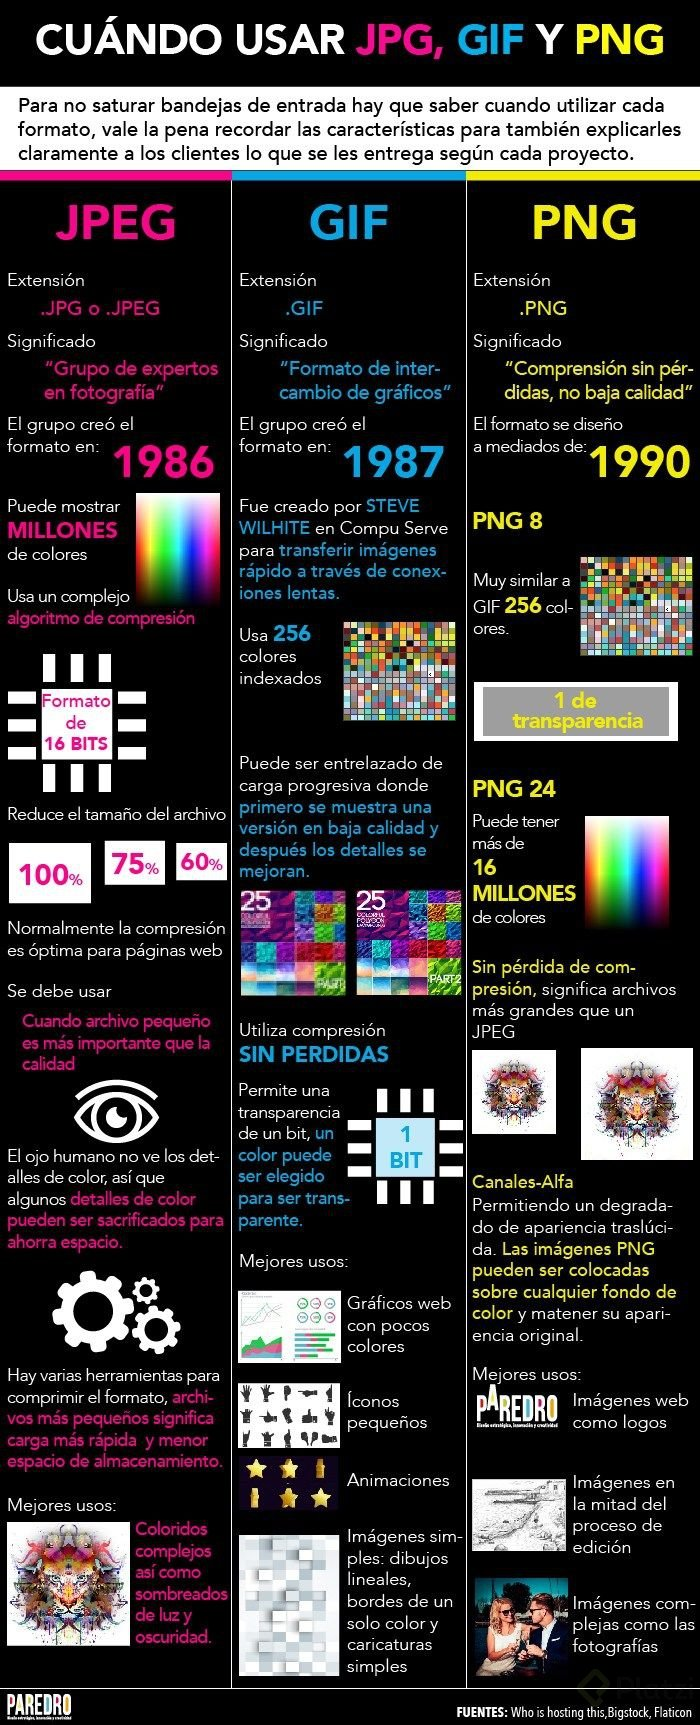 CUÁNDO USAR JPG, GIF Y PNG
Para no saturar bandejas de entrada hay que saber cuando utilizar cada
formato, vale la pena recordar las características para también explicarles
claramente a los clientes lo que se les entrega según cada proyecto.
JPEG
Extensión
.JPG o .JPEG
Significado
“Grupo de expertos
en fotografía”
El grupo creó el
formato en: 1986
Puede mostrar
MILLONES
de colores
Usa un complejo
algoritmo de compresión
Formato
de
16 BITS
Reduce el tamaño del archivo
100% 75% 60%
Normalmente la compresión
es óptima para páginas web
Se debe usar
Cuando archivo pequeño
es más importante que la
calidad
El ojo humano no ve los det-
alles de color, así que
algunos detalles de color
pueden ser sacrificados para
ahorra espacio.
Hay varias herramientas para
comprimir el formato, archi-
vos más pequeños significa
carga más rápida y menor
espacio de almacenamiento.
Mejores usos:
Coloridos
complejos
así como
sombreados
de luz y
oscuridad.
GIF
Extensión
.GIF
Significado
“Formato de inter-
cambio de gráficos”
El grupo creó el
formato en: 1987
Fue creado por STEVE
WILHITE en Compu Serve
para transferir imágenes
rápido a través de conex-
iones lentas.
Usa 256
colores
indexados
Puede ser entrelazado de
carga progresiva donde
primero se muestra una
versión en baja calidad y
después los detalles se
mejoran.
25
COLORFUL
25
COLORFUL
POLYGON
PART2
Utiliza compresión
SIN PERDIDAS
Permite una
transparencia
de un bit, un
color puede
ser elegido
para ser trans-
parente.
1
BIT
Mejores usos:
Gráficos web
con pocos
colores
Íconos
pequeños
Animaciones
Imágenes sim-
ples: dibujos
lineales,
bordes de un
solo color y
caricaturas
simples
PNG
Extensión
.PNG
Significado
“Comprensión sin pér-
didas, no baja calidad”
El formato se diseño
a mediados de: 1990
PNG 8
Muy similar a
GIF 256 col-
ores.
1 de
transparencia
PNG 24
Puede tener
más de
16
MILLONES
de colores
Sin pérdida de com-
presión, significa archivos
más grandes que un
JPEG
Canales-Alfa
Permitiendo un degrada-
do de apariencia traslúci-
da. Las imágenes PNG
pueden ser colocadas
sobre cualquier fondo de
color y matener su apari-
encia original.
Mejores usos:
PAREDRO
Diseño estratégico, innovación y creatividad
Imágenes web
como logos
Imágenes en
la mitad del
proceso de
edición
Imágenes com-
plejas como las
fotografías
Platzi
PAREDRO
Diseño estratégico, innovación y creatividad
FUENTES: Who is hosting this,Bigstock, Flaticon